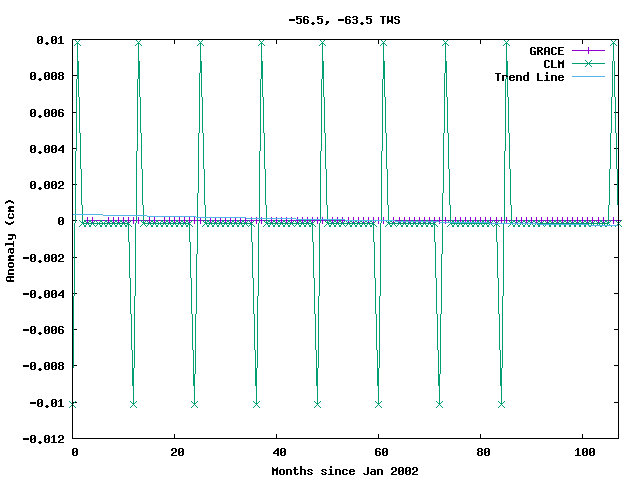 -56.5, -63.5 TWS
GRACE
CLM
Trend Line
0.01
0.008
0.006
0.004
0.002
0
-0.002
-0.004
-0.006
-0.008
-0.01
-0.012
Anomaly (cm)
0 20 40 60 80 100
Months since Jan 2002